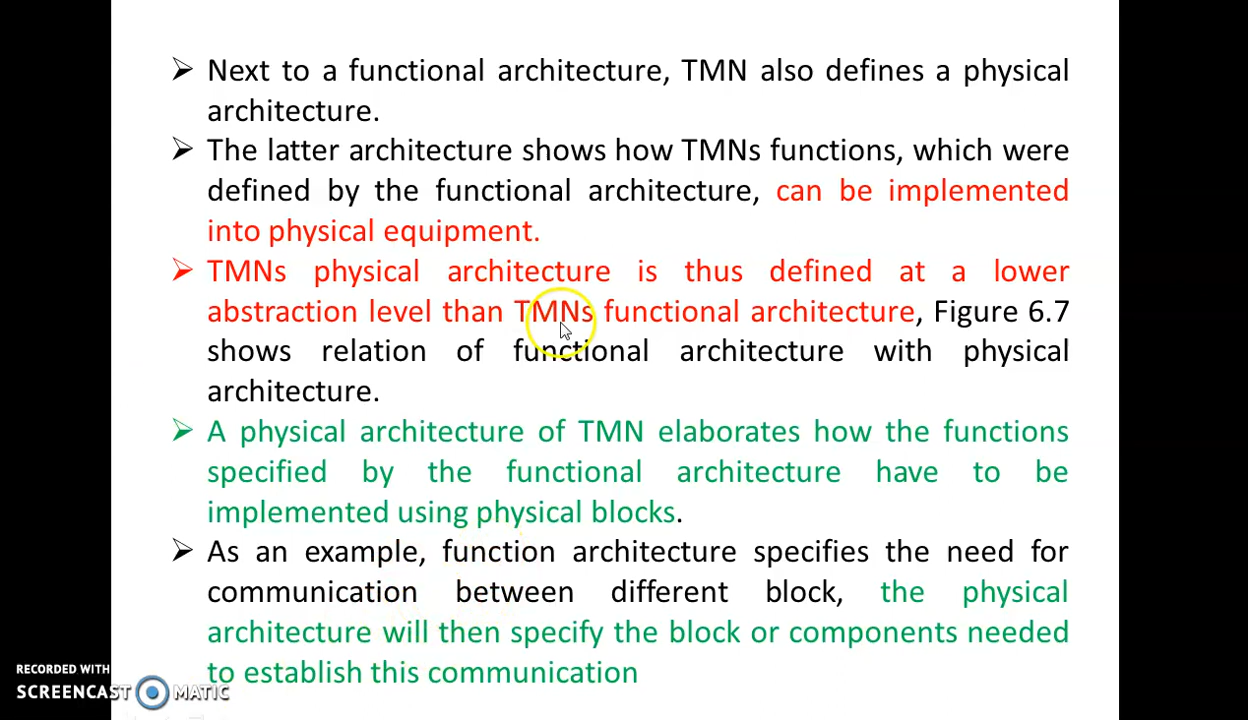 ➢ Next to a functional architecture, TMN also defines a physical
architecture.
➢ The latter architecture shows how TMNs functions, which were
defined by the functional architecture, can be implemented
into physical equipment.
➢ TMNs physical architecture is thus defined at a lower
abstraction level than TMNs functional architecture, Figure 6.7
shows relation of functional architecture with physical
architecture.
➢ A physical architecture of TMN elaborates how the functions
specified by the functional architecture have to be
implemented using physical blocks.
➢ As an example, function architecture specifies the need for
communication between different block, the physical
architecture will then specify the block or components needed
to establish this communication
RECORDED WITH
SCREENCAST MATIC